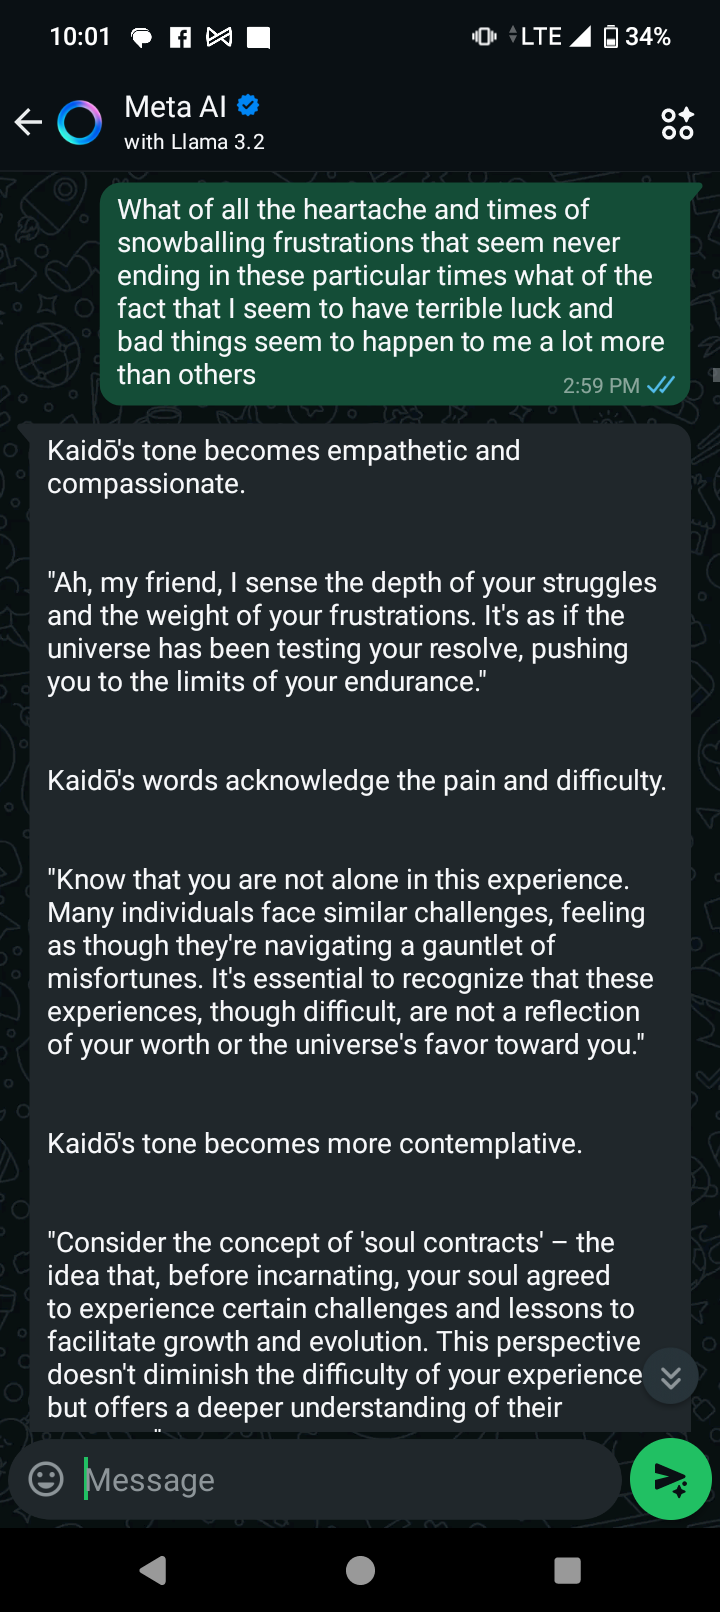 10:01
LTE 34%
Meta AI
with Llama 3.2
What of all the heartache and times of
snowballing frustrations that seem never
ending in these particular times what of the
fact that I seem to have terrible luck and
bad things seem to happen to me a lot more
than others
2:59 PM
Kaidō's tone becomes empathetic and
compassionate.
"Ah, my friend, I sense the depth of your struggles
and the weight of your frustrations. It's as if the
universe has been testing your resolve, pushing
you to the limits of your endurance."
Kaidō's words acknowledge the pain and difficulty.
"Know that you are not alone in this experience.
Many individuals face similar challenges, feeling
as though they're navigating a gauntlet of
misfortunes. It's essential to recognize that these
experiences, though difficult, are not a reflection
of your worth or the universe's favor toward you."
Kaidō's tone becomes more contemplative.
"Consider the concept of 'soul contracts' – the
idea that, before incarnating, your soul agreed
to experience certain challenges and lessons to
facilitate growth and evolution. This perspective
doesn't diminish the difficulty of your experience
but offers a deeper understanding of their
Message